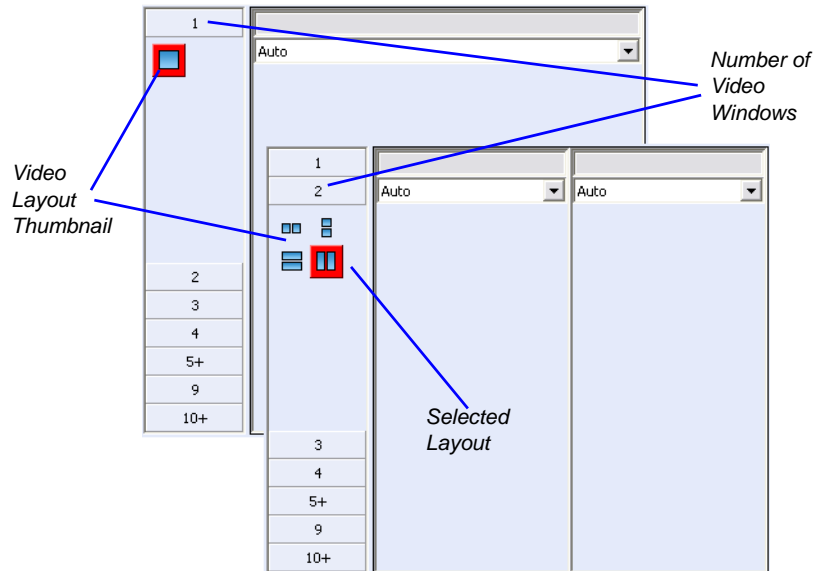 1
Auto
Number of
Video
Windows
Video
Layout
Thumbnail
2
3
4
5+
9
10+
1
2
Auto
Auto
Selected
Layout
3
4
5+
9
10+